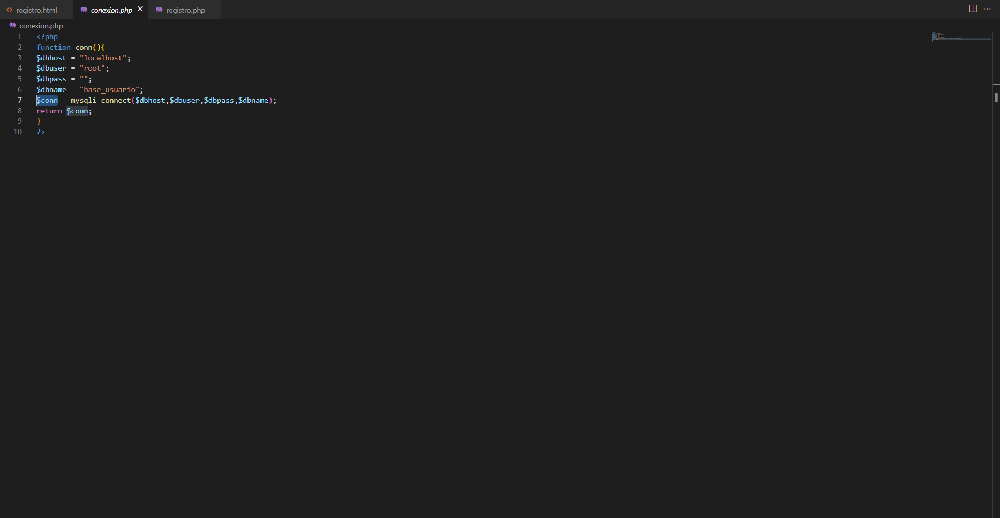 registro.html
conexion.php
registro.php
conexion.php
1 <?php
2 function conn(){
3 $dbhost = "localhost";
4 $dbuser = "root";
5 $dbpass = "";
6 $dbname = "base_usuario";
7 $conn = mysqli_connect($dbhost,$dbuser,$dbpass,$dbname);
8 return $conn;
9 }
10 ?>